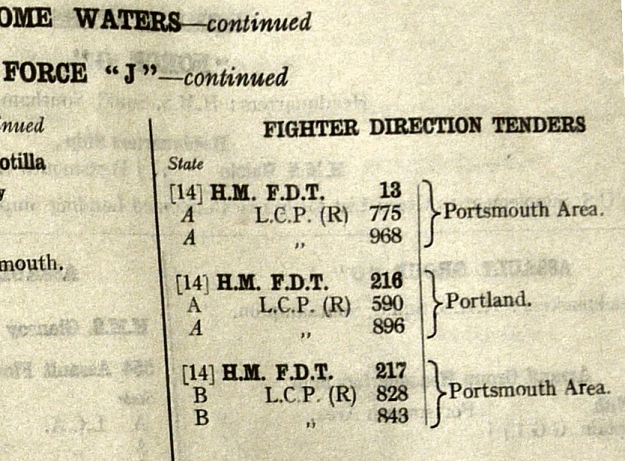 OME WATERS—continued
FORCE "J"—continued
nued
otilla
y
mouth.
FIGHTER DIRECTION TENDERS
State
[14] H.M. F.D.T. 13
A L.C.P. (R) 775 } Portsmouth Area.
A ,, 968
[14] H.M. F.D.T. 216
A L.C.P. (R) 590 } Portland.
A ,, 896
[14] H.M. F.D.T. 217
B L.C.P. (R) 828 } Portsmouth Area.
B ,, 843